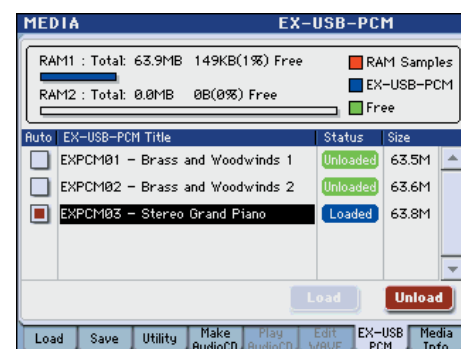 MEDIA EX-USB-PCM
RAM1 : Total: 63.9MB 149KB(1%) Free
RAM Samples
EX-USB-PCM
RAM2 : Total: 0.0MB 0B(0%) Free
Free
Auto EX-USB-PCM Title Status Size
EXPCM01 - Brass and Woodwinds 1 Unloaded 63.5M
EXPCM02 - Brass and Woodwinds 2 Unloaded 63.6M
EXPCM03 - Stereo Grand Piano Loaded 63.8M
Load Unload
Load Save Utility Make AudioCD Play AudioCD Edit WAVE EX-USB PCM Media Info